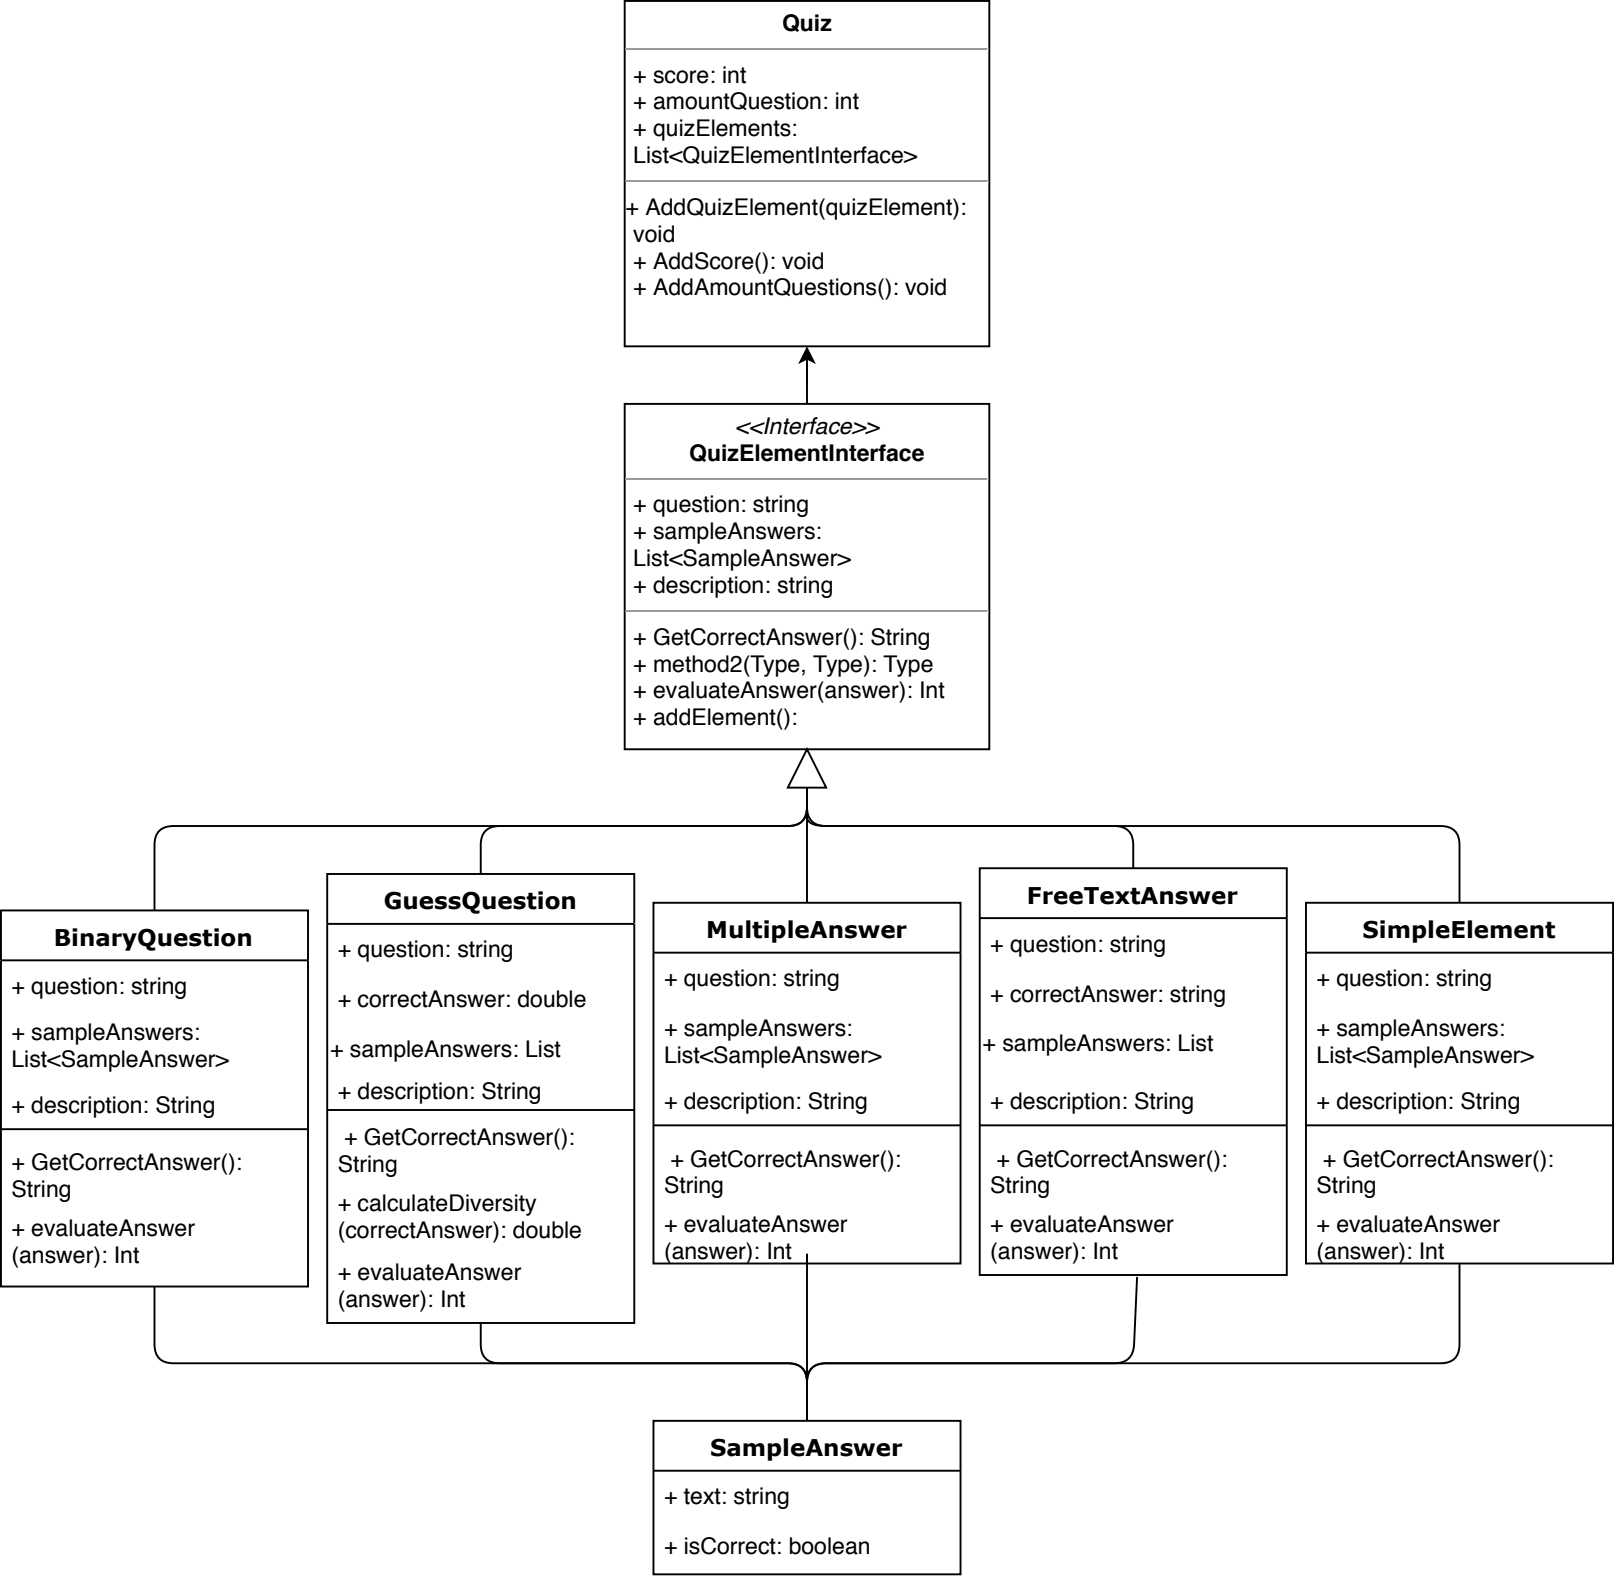 Quiz
+ score: int
+ amountQuestion: int
+ quizElements:
List<QuizElementInterface>
+ AddQuizElement(quizElement):
void
+ AddScore(): void
+ AddAmountQuestions(): void
<<Interface>>
QuizElementInterface
+ question: string
+ sampleAnswers:
List<SampleAnswer>
+ description: string
+ GetCorrectAnswer(): String
+ method2(Type, Type): Type
+ evaluateAnswer(answer): Int
+ addElement():
BinaryQuestion
+ question: string
+ sampleAnswers:
List<SampleAnswer>
+ description: String
+ GetCorrectAnswer():
String
+ evaluateAnswer
(answer): Int
GuessQuestion
+ question: string
+ correctAnswer: double
+ sampleAnswers: List
+ description: String
+ GetCorrectAnswer():
String
+ calculateDiversity
(correctAnswer): double
+ evaluateAnswer
(answer): Int
MultipleAnswer
+ question: string
+ sampleAnswers:
List<SampleAnswer>
+ description: String
+ GetCorrectAnswer():
String
+ evaluateAnswer
(answer): Int
FreeTextAnswer
+ question: string
+ correctAnswer: string
+ sampleAnswers: List
+ description: String
+ GetCorrectAnswer():
String
+ evaluateAnswer
(answer): Int
SimpleElement
+ question: string
+ sampleAnswers:
List<SampleAnswer>
+ description: String
+ GetCorrectAnswer():
String
+ evaluateAnswer
(answer): Int
SampleAnswer
+ text: string
+ isCorrect: boolean